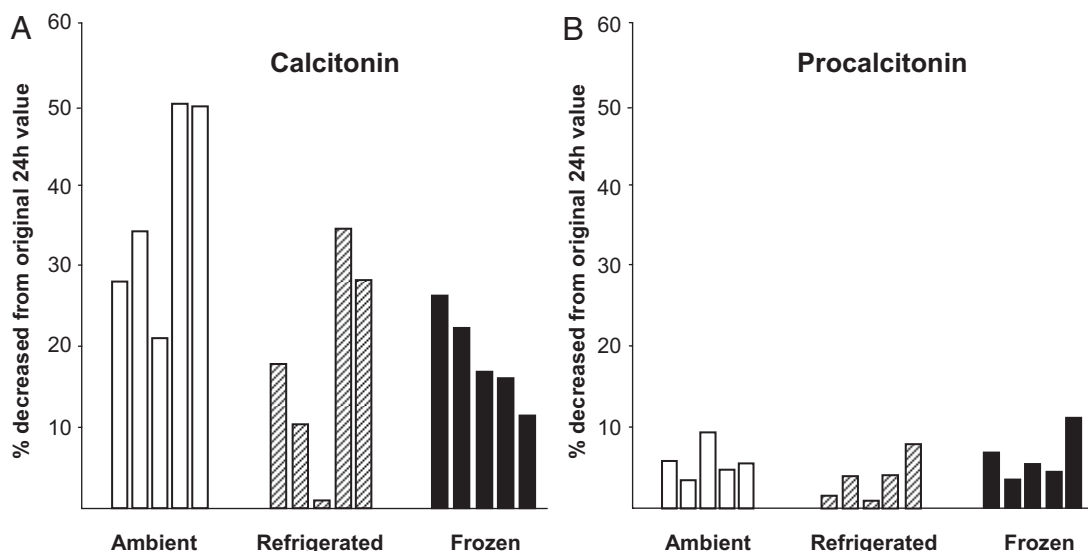 A
Calcitonin
% decreased from original 24h value
60
50
40
30
20
10
Ambient
Refrigerated
Frozen
B
Procalcitonin
% decreased from original 24h value
60
50
40
30
20
10
Ambient
Refrigerated
Frozen